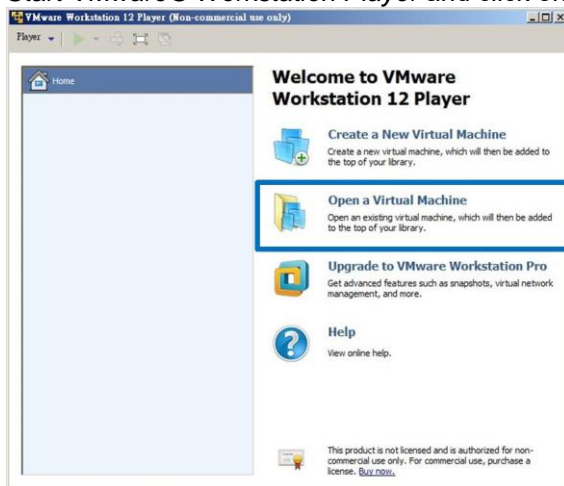 Start VMware® Workstation Player and click on
VMware Workstation 12 Player (Non-commercial use only)
Player
Home
Welcome to VMware
Workstation 12 Player
Create a New Virtual Machine
Create a new virtual machine, which will then be added to
the top of your library.
Open a Virtual Machine
Open an existing virtual machine, which will then be added
to the top of your library.
Upgrade to VMware Workstation Pro
Get advanced features such as snapshots, virtual network
management, and more.
Help
View online help.
This product is not licensed and is authorized for non-
commercial use only. For commercial use, purchase a
license. Buy now.